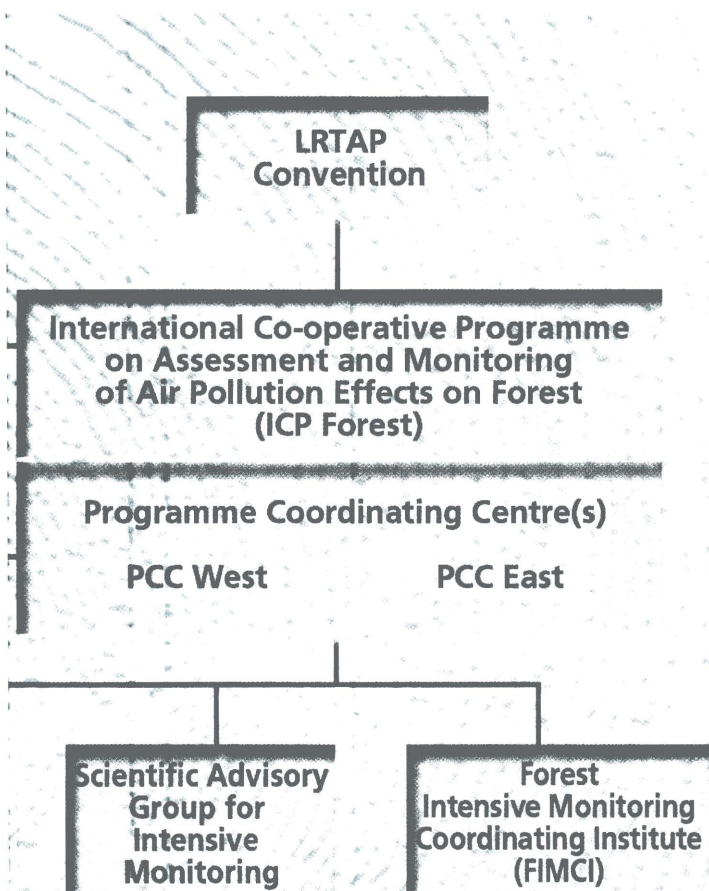 LRTAP
Convention
International Co-operative Programme
on Assessment and Monitoring
of Air Pollution Effects on Forest
(ICP Forest)
Programme Coordinating Centre(s)
PCC West PCC East
Scientific Advisory
Group for
Intensive
Monitoring
Forest
Intensive Monitoring
Coordinating Institute
(FIMCI)